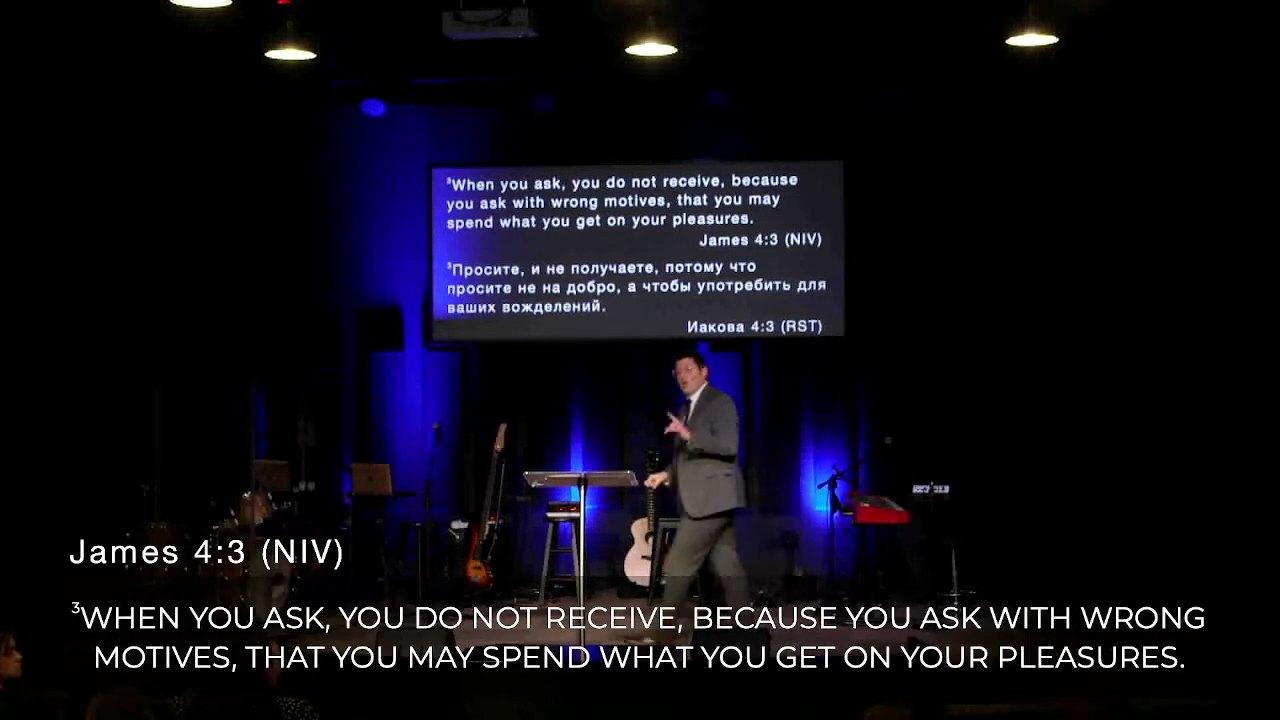 ³When you ask, you do not receive, because
you ask with wrong motives, that you may
spend what you get on your pleasures.
James 4:3 (NIV)
³Просите, и не получаете, потому что
просите не на добро, а чтобы употребить для
ваших вожделений.
Иакова 4:3 (RST)
James 4:3 (NIV)
³WHEN YOU ASK, YOU DO NOT RECEIVE, BECAUSE YOU ASK WITH WRONG
MOTIVES, THAT YOU MAY SPEND WHAT YOU GET ON YOUR PLEASURES.